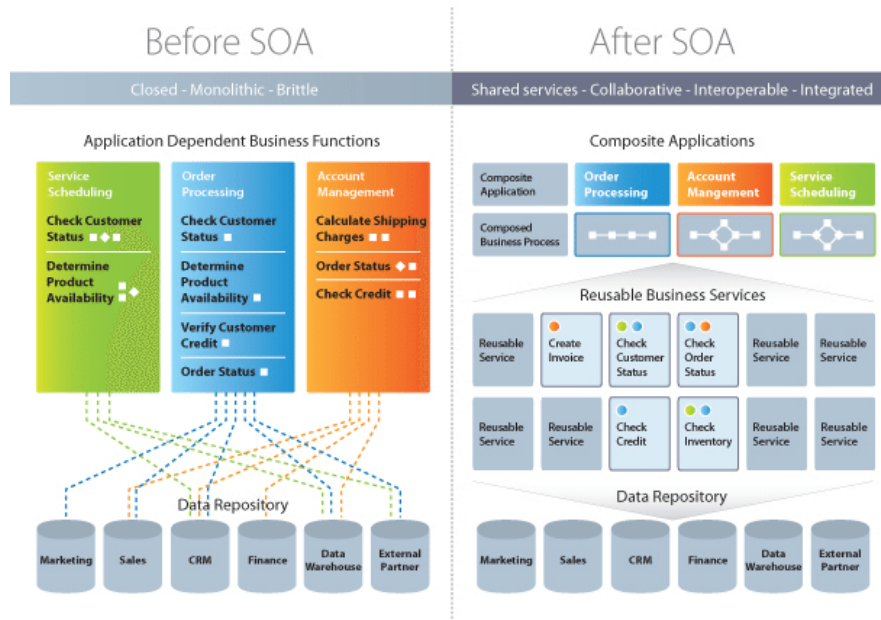 Before SOA
Closed - Monolithic - Brittle
Application Dependent Business Functions
Service
Scheduling
Check Customer
Status
Determine
Product
Availability
Order
Processing
Check Customer
Status
Determine
Product
Availability
Verify Customer
Credit
Order Status
Account
Management
Calculate Shipping
Charges
Order Status
Check Credit
Data Repository
Marketing
Sales
CRM
Finance
Data
Warehouse
External
Partner
After SOA
Shared services - Collaborative - Interoperable - Integrated
Composite Applications
Composite
Application
Order
Processing
Account
Mangement
Service
Scheduling
Composed
Business Process
Reusable Business Services
Reusable
Service
Create
Invoice
Check
Customer
Status
Check
Order
Status
Reusable
Service
Reusable
Service
Reusable
Service
Reusable
Service
Check
Credit
Check
Inventory
Reusable
Service
Reusable
Service
Data Repository
Marketing
Sales
CRM
Finance
Data
Warehouse
External
Partner